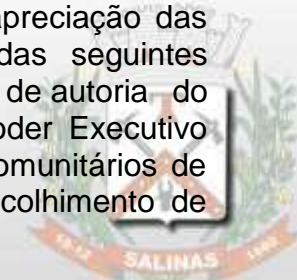 apreciação das
das seguintes
de autoria do
oder Executivo
omunitários de
colhimento de
SALINAS